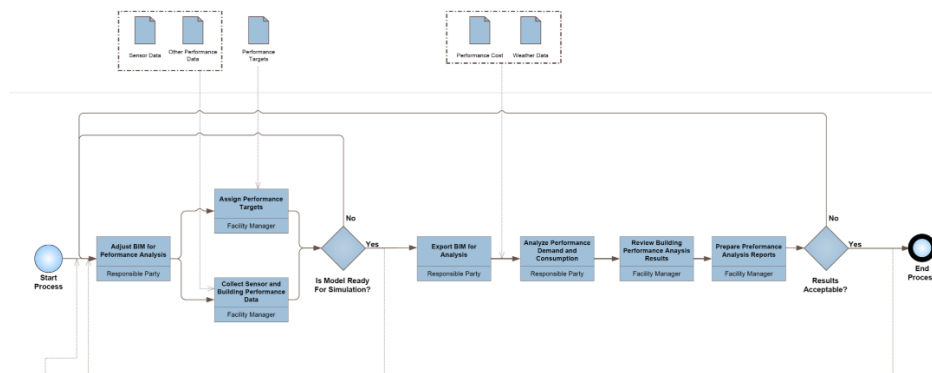 Sensor Data
Other Performance
Data
Performance
Targets
Performance Cost
Weather Data
No
No
Assign Performance
Targets
Facility Manager
Adjust BIM for
Peformance Analysis
Responsible Party
Start
Process
Collect Sensor and
Building Performance
Data
Facility Manager
Yes
Is Model Ready
For Simulation?
Export BIM for
Analysis
Responsible Party
Analyze Performance
Demand and
Consumption
Responsible Party
Review Building
Performance Anaysis
Results
Facility Manager
Prepare Preformance
Analysis Reports
Facility Manager
Yes
Results
Acceptable?
End
Proces